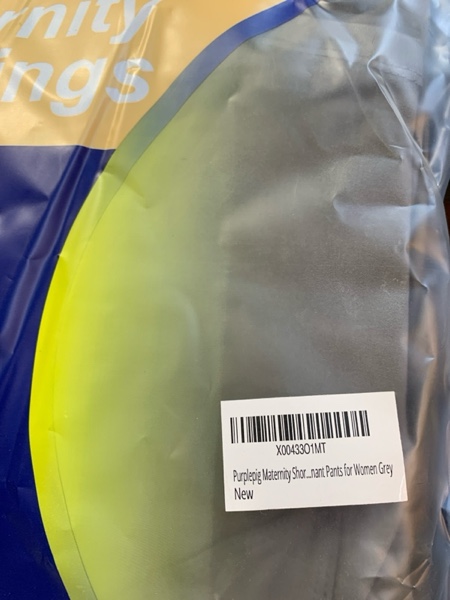 rnity
ings
X00433O1MT
Purplepig Maternity Shor...nant Pants for Women Grey
New